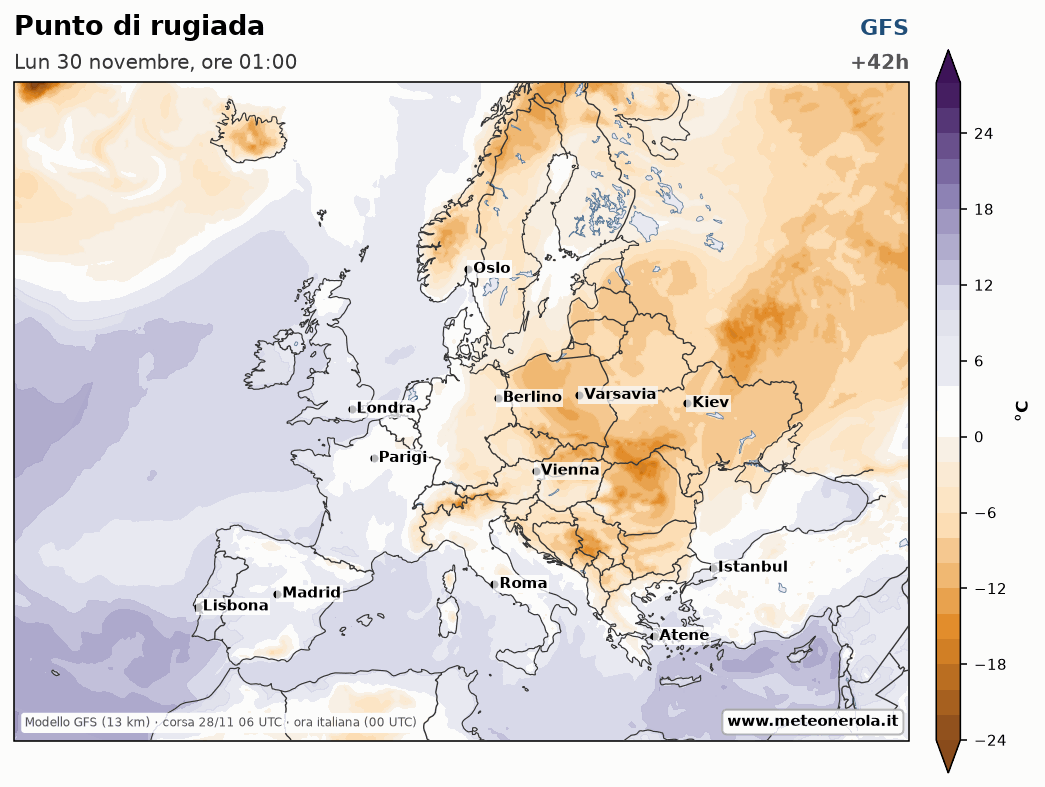 Punto di rugiada
GFS
Lun 30 novembre, ore 01:00
+42h
Oslo
Londra
Berlino
Varsavia
Kiev
Parigi
Vienna
Istanbul
Roma
Madrid
Lisbona
Atene
Modello GFS (13 km) · corsa 28/11 06 UTC · ora italiana (00 UTC)
www.meteonerola.it
24
18
12
6
0
−6
−12
−18
−24
°C